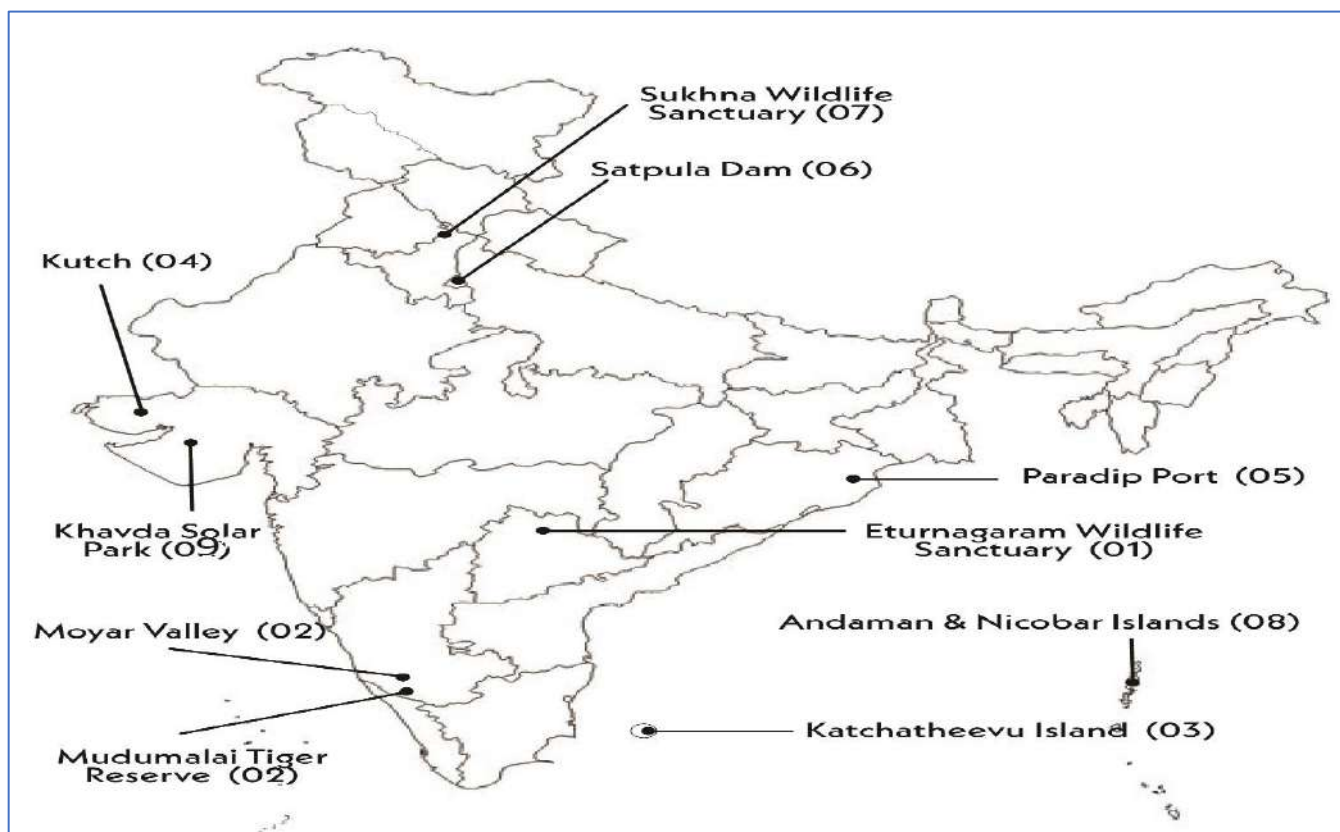 Sukhna Wildlife
Sanctuary (07)
Satpula Dam (06)
Kutch (04)
Paradip Port (05)
Khavda Solar
Park (09)
Eturnagaram Wildlife
Sanctuary (01)
Moyar Valley (02)
Andaman & Nicobar Islands (08)
Katchatheevu Island (03)
Mudumalai Tiger
Reserve (02)